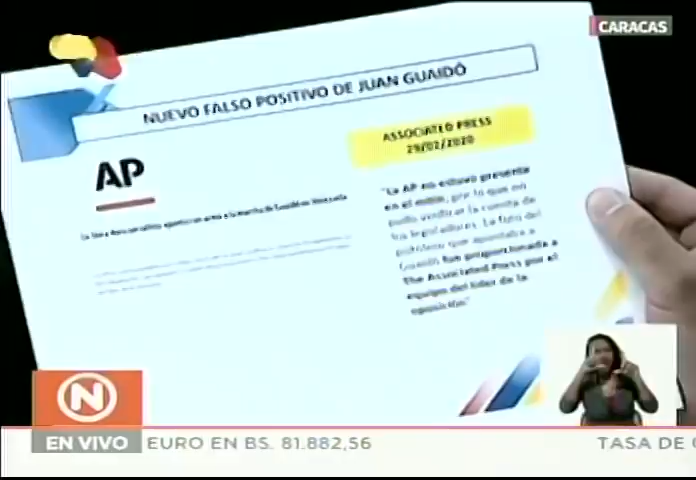 CARACAS
NUEVO FALSO POSITIVO DE JUAN GUAIDÓ
ASSOCIATED PRESS
29/02/2020
AP
"La AP no estuvo presente
en el mitin, por lo que no
pudo verificar la cuenta de
los legisladores. La foto del
pistolero que apuntaba a
Guaidó fue proporcionada a
The Associated Press por el
equipo del líder de la
oposición"
N
EN VIVO
EURO EN BS. 81.882,56
TASA DE